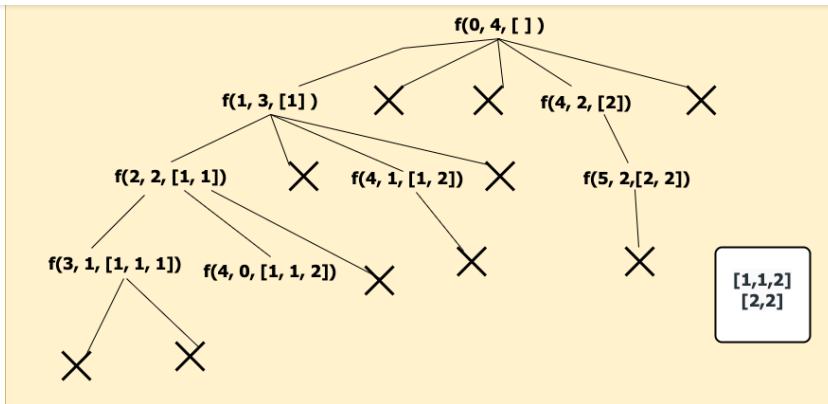 f(0, 4, [ ] )
f(1, 3, [1] )
f(4, 2, [2])
f(2, 2, [1, 1])
f(4, 1, [1, 2])
f(5, 2,[2, 2])
f(3, 1, [1, 1, 1])
f(4, 0, [1, 1, 2])
[1,1,2]
[2,2]